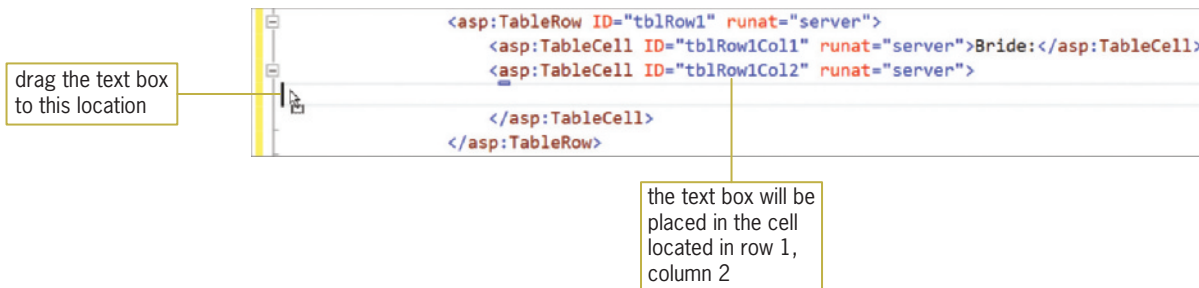 <asp:TableRow ID="tblRow1" runat="server">
<asp:TableCell ID="tblRow1Col1" runat="server">Bride:</asp:TableCell>
<asp:TableCell ID="tblRow1Col2" runat="server">
drag the text box
to this location
</asp:TableCell>
</asp:TableRow>
the text box will be
placed in the cell
located in row 1,
column 2